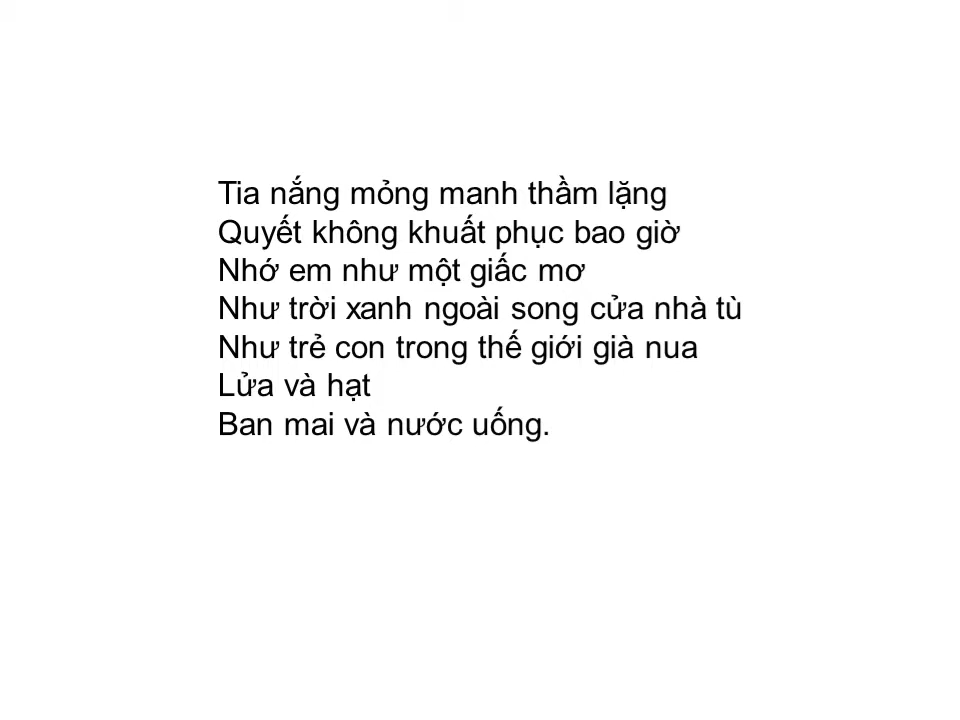 Tia nắng mỏng manh thầm lặng
Quyết không khuất phục bao giờ
Nhớ em như một giấc mơ
Như trời xanh ngoài song cửa nhà tù
Như trẻ con trong thế giới già nua
Lửa và hạt
Ban mai và nước uống.